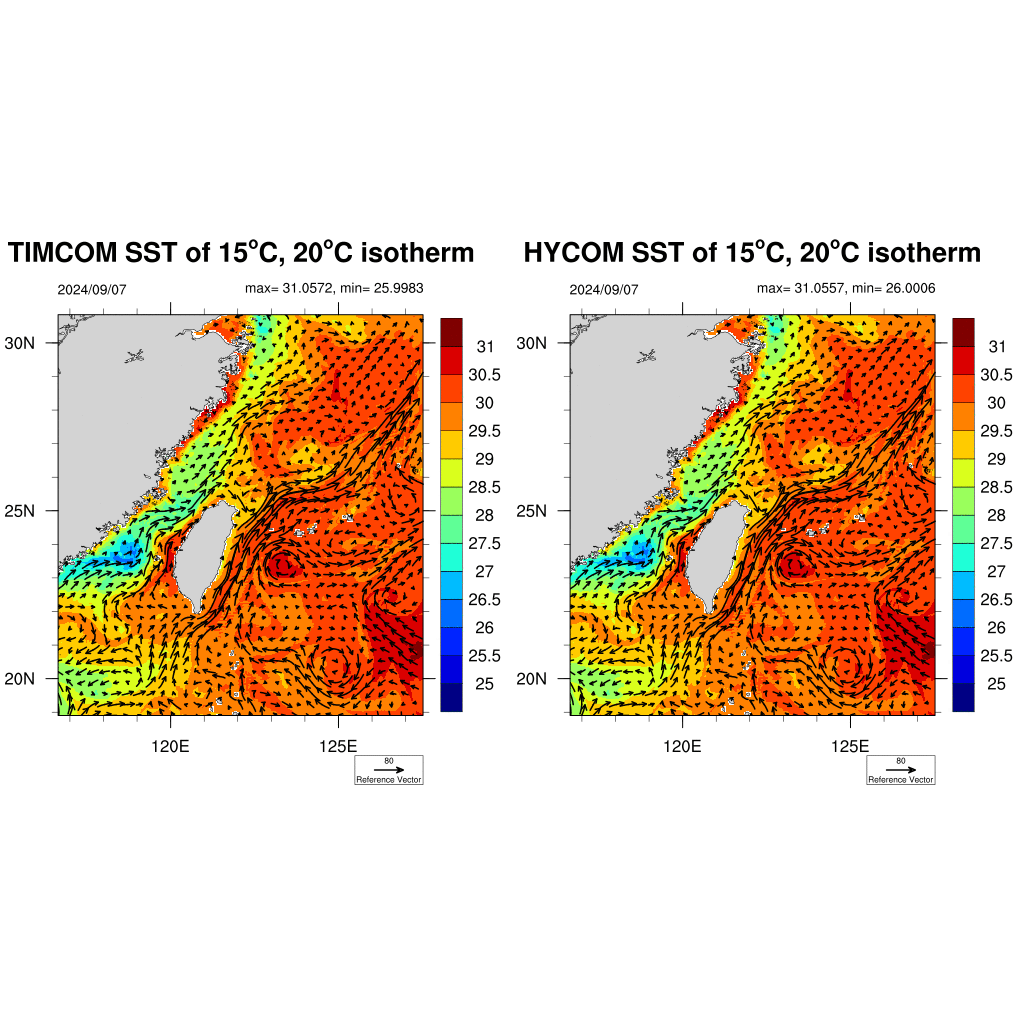 TIMCOM SST of 15°C, 20°C isotherm
2024/09/07
max= 31.0572, min= 25.9983
30N
25N
20N
120E
125E
31
30.5
30
29.5
29
28.5
28
27.5
27
26.5
26
25.5
25
80
Reference Vector
HYCOM SST of 15°C, 20°C isotherm
2024/09/07
max= 31.0557, min= 26.0006
30N
25N
20N
120E
125E
31
30.5
30
29.5
29
28.5
28
27.5
27
26.5
26
25.5
25
80
Reference Vector